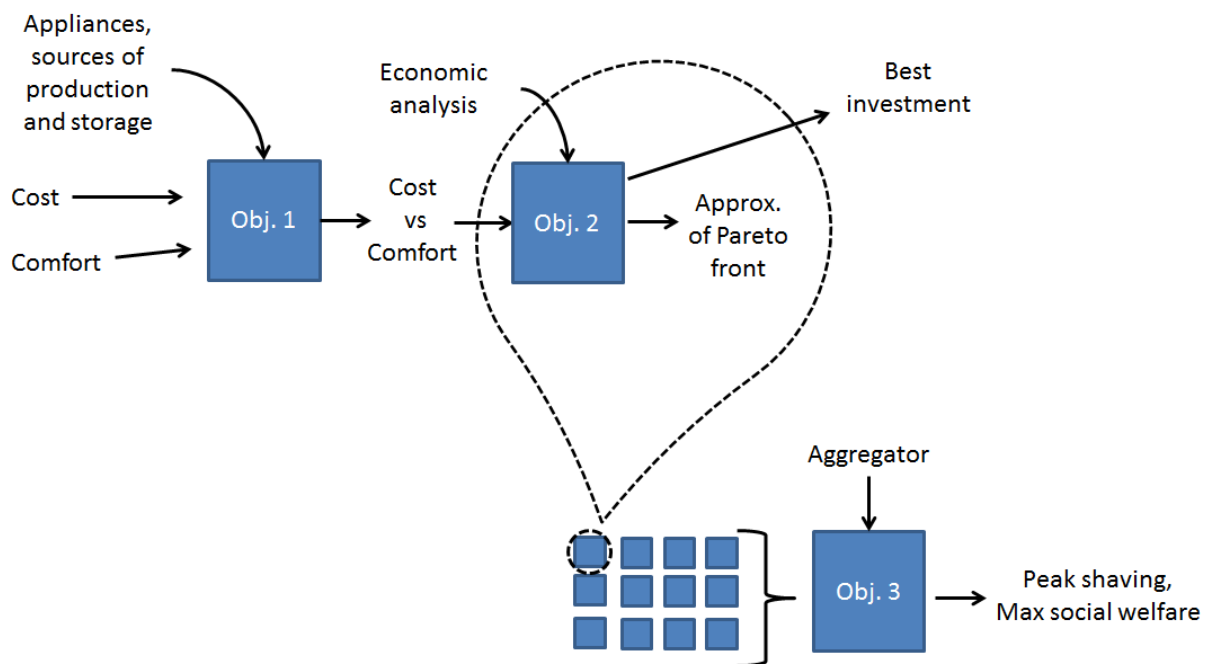 Appliances,
sources of
production
and storage
Cost
Comfort
Obj. 1
Cost
vs
Comfort
Economic
analysis
Obj. 2
Best
investment
Approx.
of Pareto
front
Aggregator
Obj. 3
Peak shaving,
Max social welfare